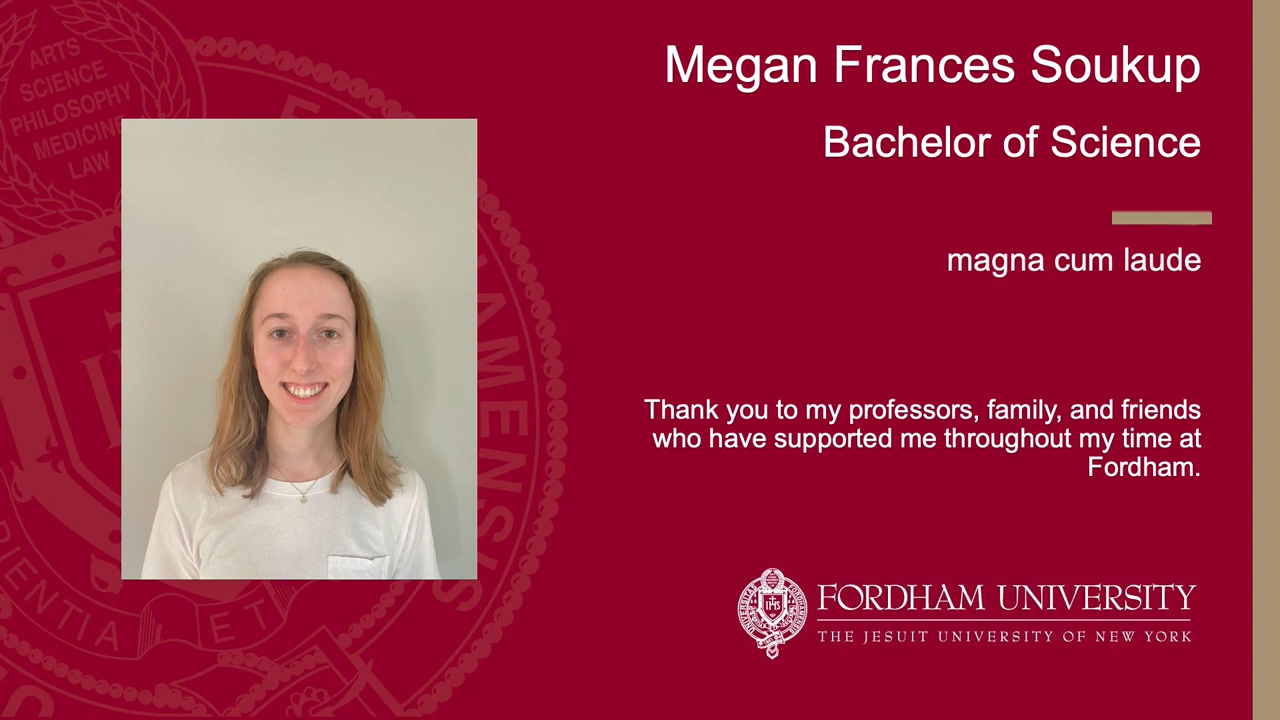 ARTS
SCIENCE
PHILOSOPHY
MEDICINE
LAW
Megan Frances Soukup
Bachelor of Science
magna cum laude
Thank you to my professors, family, and friends
who have supported me throughout my time at
Fordham.
ET
FORDHAM UNIVERSITY
THE JESUIT UNIVERSITY OF NEW YORK